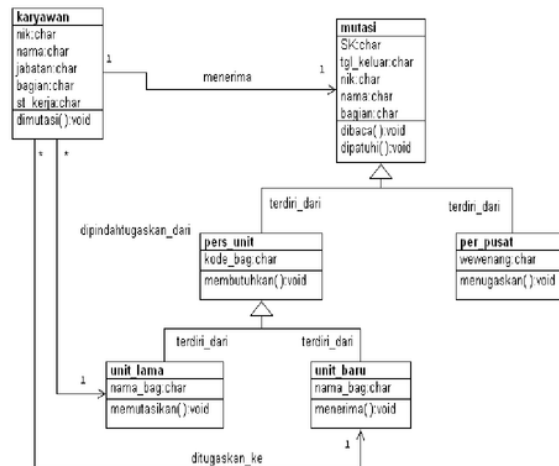 karyawan
nik:char
nama:char
jabatan:char
bagian:char
st_kerja:char
dimutasi():void
1
menerima
1
mutasi
SK:char
tgl_keluar:char
nik:char
nama:char
bagian:char
dibaca():void
dipatuhi():void
*
*
terdiri_dari
terdiri_dari
dipindahtugaskan_dari
pers_unit
kode_bag:char
membutuhkan():void
per_pusat
wewenang:char
menugaskan():void
terdiri_dari
terdiri_dari
unit_lama
nama_bag:char
memutasikan():void
1
unit_baru
nama_bag:char
menerima():void
1
ditugaskan_ke